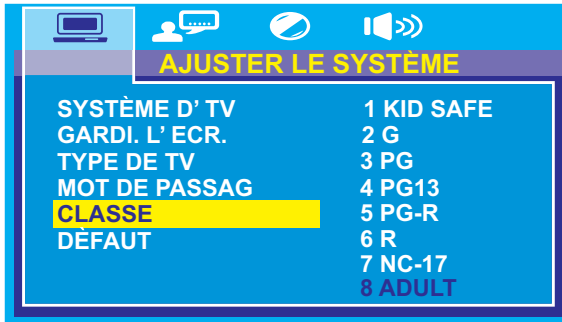 AJUSTER LE SYSTÈME
SYSTÈME D' TV
GARDI. L' ECR.
TYPE DE TV
MOT DE PASSAG
CLASSE
DÈFAUT
1 KID SAFE
2 G
3 PG
4 PG13
5 PG-R
6 R
7 NC-17
8 ADULT